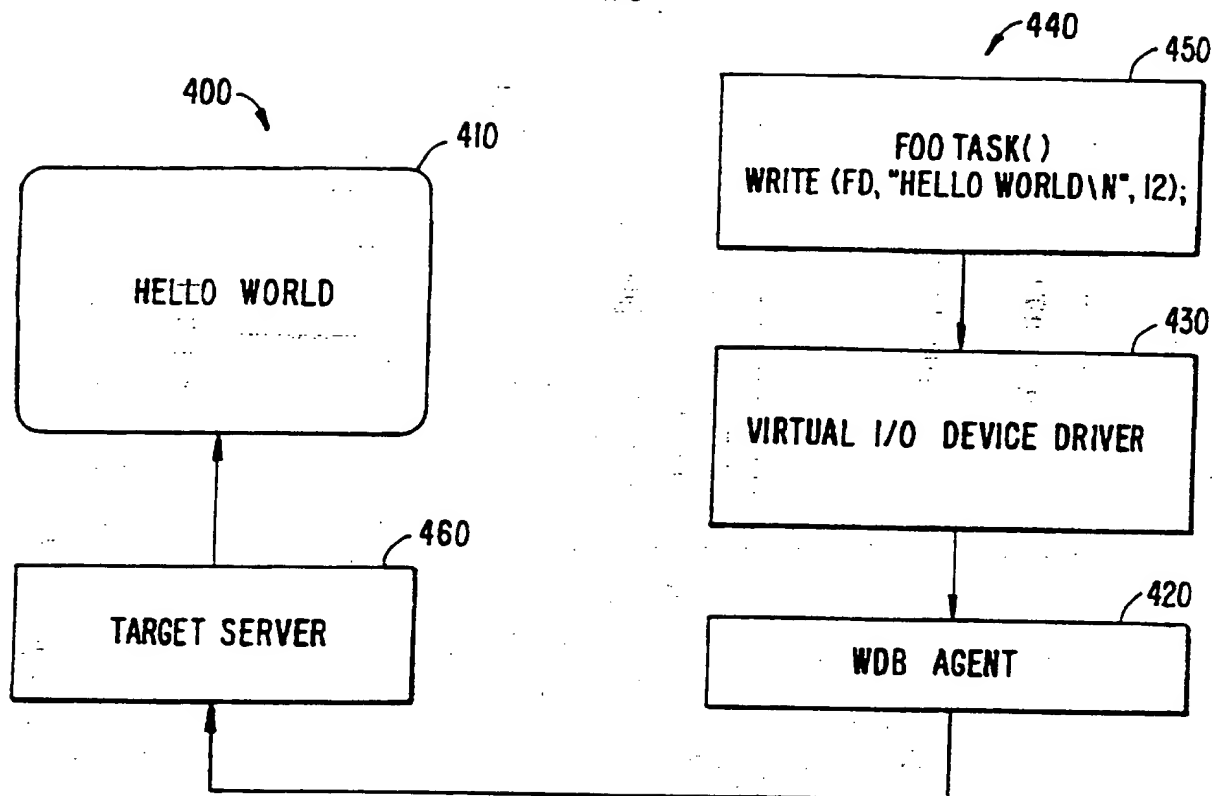 400
410
HELLO WORLD
460
TARGET SERVER
440
450
FOO TASK()
WRITE (FD, "HELLO WORLD\N", 12);
430
VIRTUAL I/O DEVICE DRIVER
420
WDB AGENT